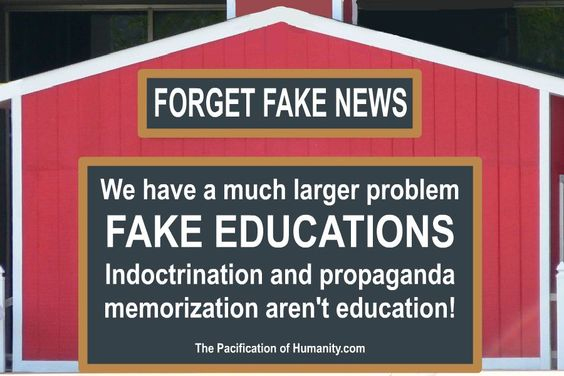 FORGET FAKE NEWS
We have a much larger problem
FAKE EDUCATIONS
Indoctrination and propaganda
memorization aren't education!
The Pacification of Humanity.com